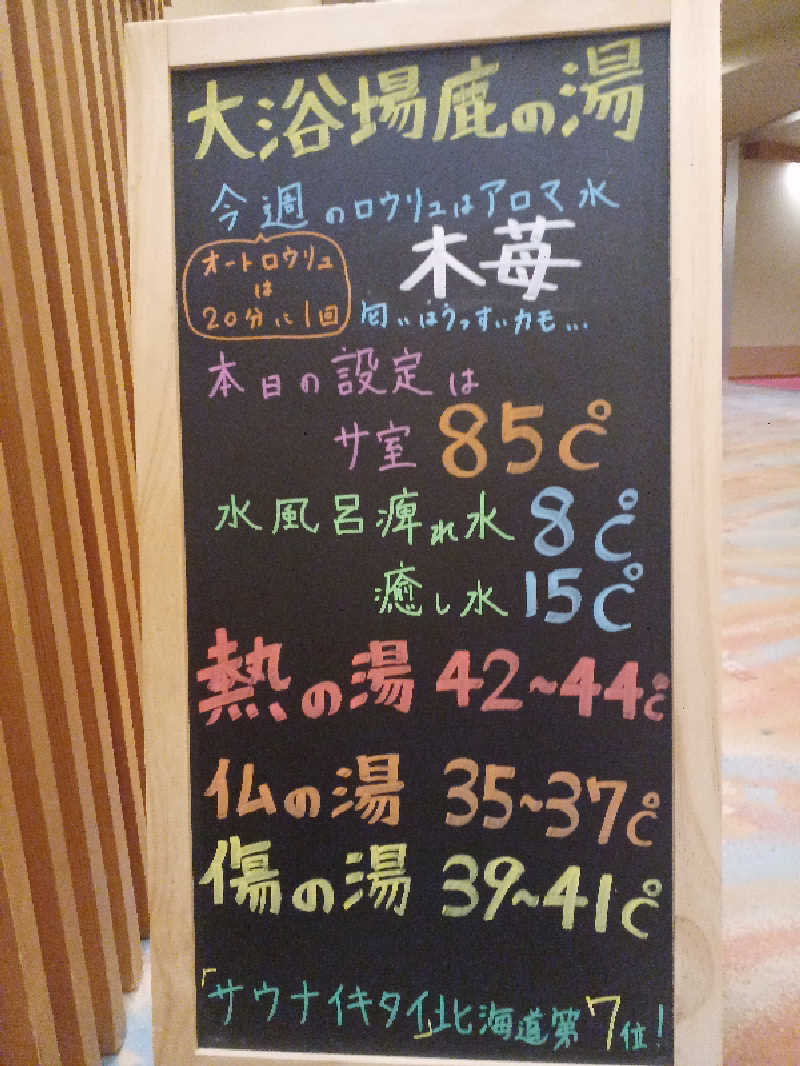 大浴場鹿の湯
今週のロウリュはアロマ水
木苺
オートロウリュ
は
20分に1回
匂いはうっすいカモ…
本日の設定は
サ室 85℃
水風呂痺れ水 8℃
癒し水 15℃
熱の湯 42~44℃
仏の湯 35~37℃
傷の湯 39~41℃
「サウナイキタイ」北海道第7位!